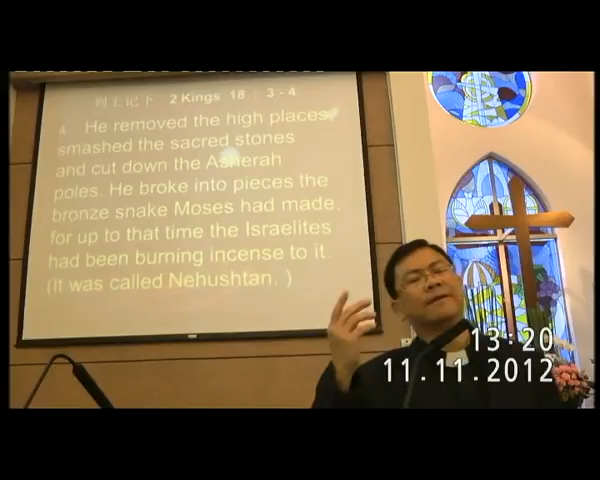 列王记下 2 Kings 18 : 3 - 4
4 He removed the high places,
smashed the sacred stones
and cut down the Asherah
poles. He broke into pieces the
bronze snake Moses had made,
for up to that time the Israelites
had been burning incense to it.
(It was called Nehushtan. )
13:20
11.11.2012